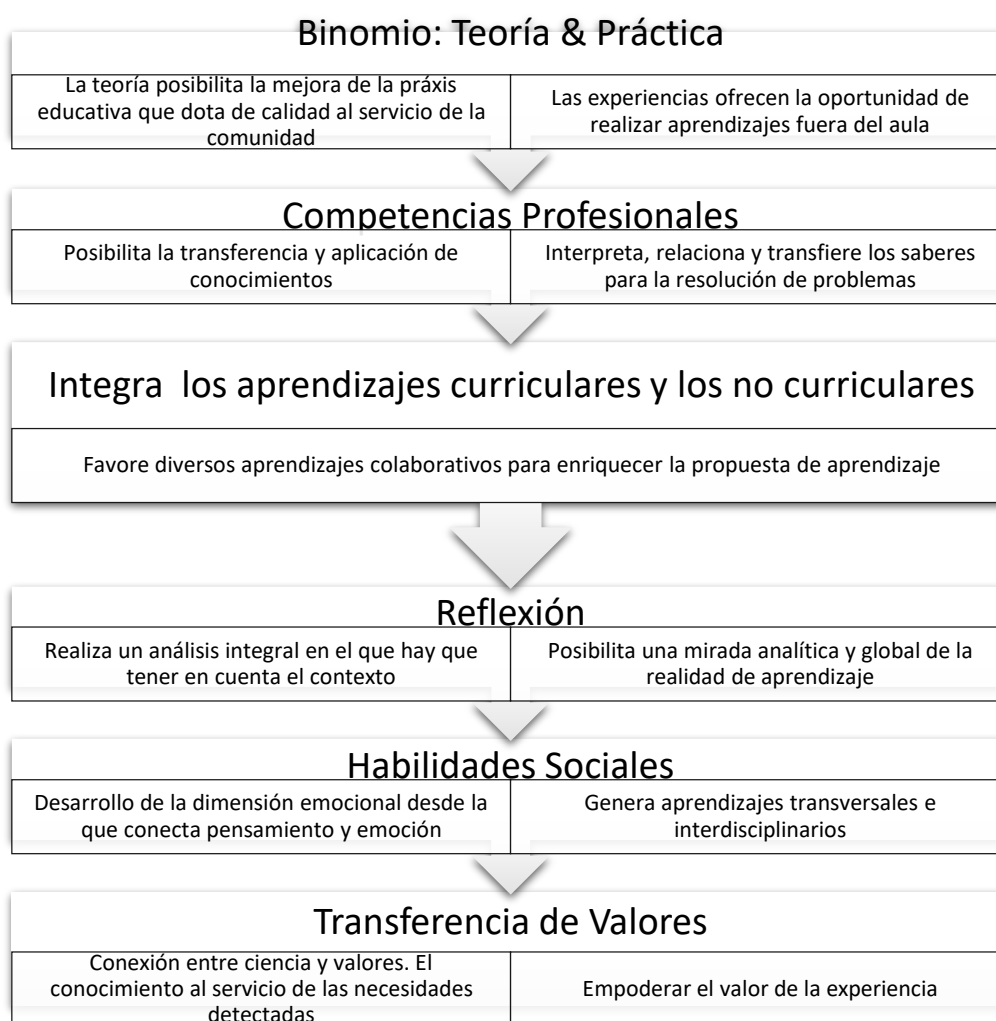 Binomio: Teoría & Práctica
La teoría posibilita la mejora de la práxis
educativa que dota de calidad al servicio de la
comunidad
Las experiencias ofrecen la oportunidad de
realizar aprendizajes fuera del aula
Competencias Profesionales
Posibilita la transferencia y aplicación de
conocimientos
Interpreta, relaciona y transfiere los saberes
para la resolución de problemas
Integra  los aprendizajes curriculares y los no curriculares
Favore diversos aprendizajes colaborativos para enriquecer la propuesta de aprendizaje
Reflexión
Realiza un análisis integral en el que hay que
tener en cuenta el contexto
Posibilita una mirada analítica y global de la
realidad de aprendizaje
Habilidades Sociales
Desarrollo de la dimensión emocional desde la
que conecta pensamiento y emoción
Genera aprendizajes transversales e
interdisciplinarios
Transferencia de Valores
Conexión entre ciencia y valores. El
conocimiento al servicio de las necesidades
detectadas
Empoderar el valor de la experiencia